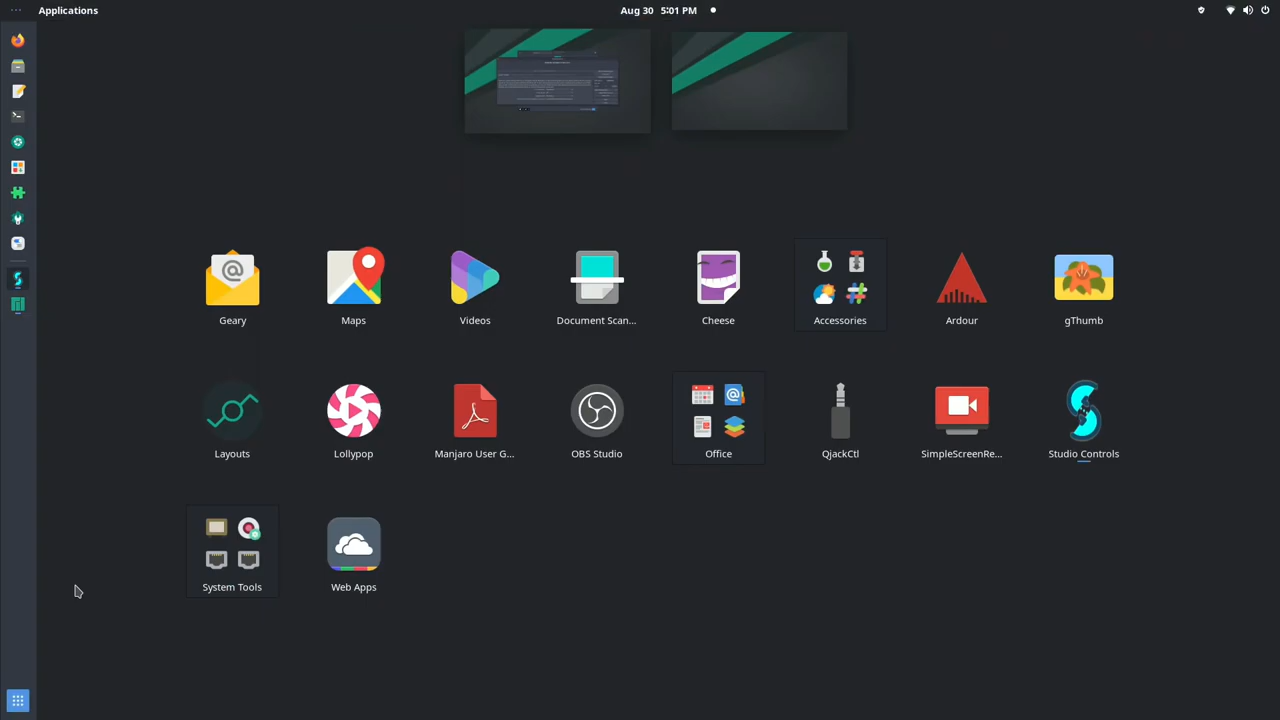 Applications
Aug 30 5:01 PM
Geary
Maps
Videos
Document Scan...
Cheese
Accessories
Ardour
gThumb
Layouts
Lollypop
Manjaro User G...
OBS Studio
Office
QjackCtl
SimpleScreenRe...
Studio Controls
System Tools
Web Apps